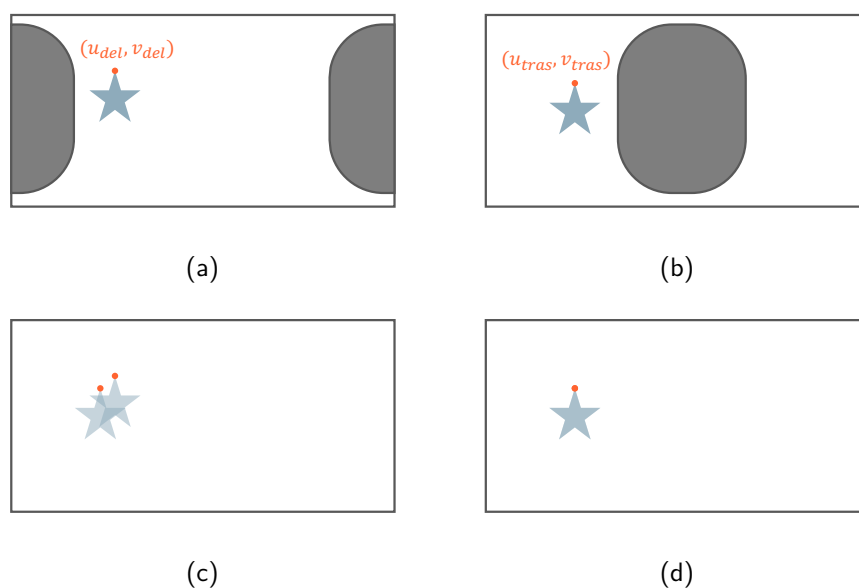 (u_del, v_del)
(u_tras, v_tras)
(a)
(b)
(c)
(d)